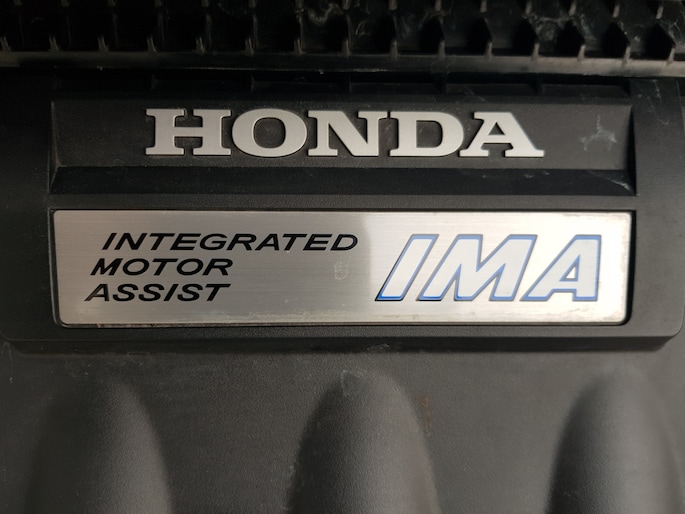 HONDA
INTEGRATED
MOTOR
ASSIST
IMA